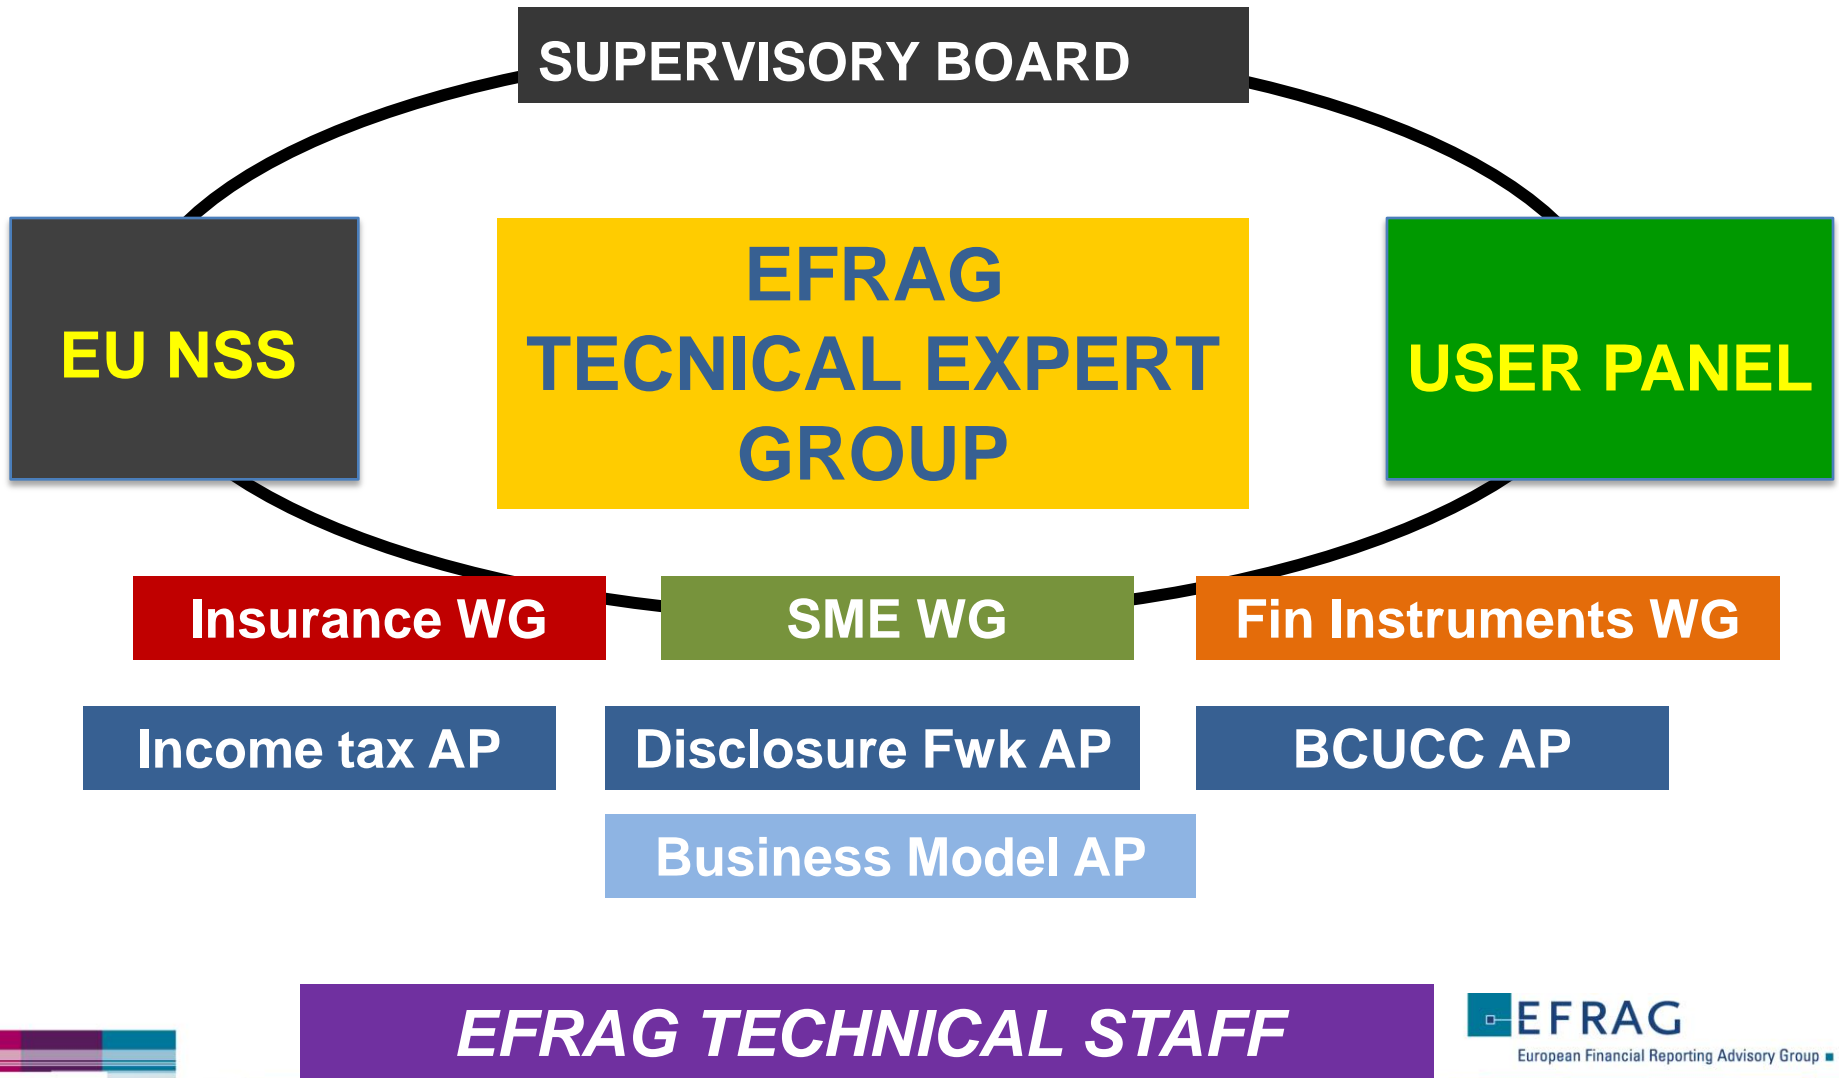 SUPERVISORY BOARD
EU NSS
EFRAG
TECNICAL EXPERT
GROUP
USER PANEL
Insurance WG
SME WG
Fin Instruments WG
Income tax AP
Disclosure Fwk AP
BCUCC AP
Business Model AP
EFRAG TECHNICAL STAFF
EFRAG
European Financial Reporting Advisory Group